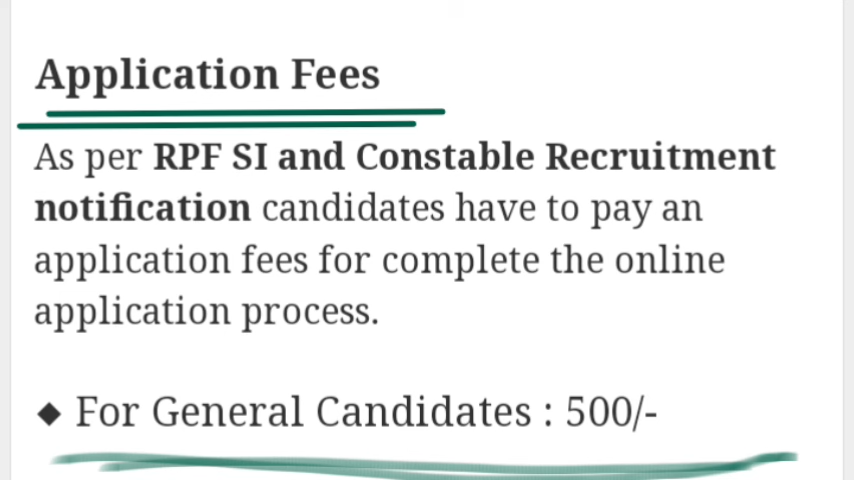 Application Fees
As per RPF SI and Constable Recruitment
notification candidates have to pay an
application fees for complete the online
application process.
◆ For General Candidates : 500/-